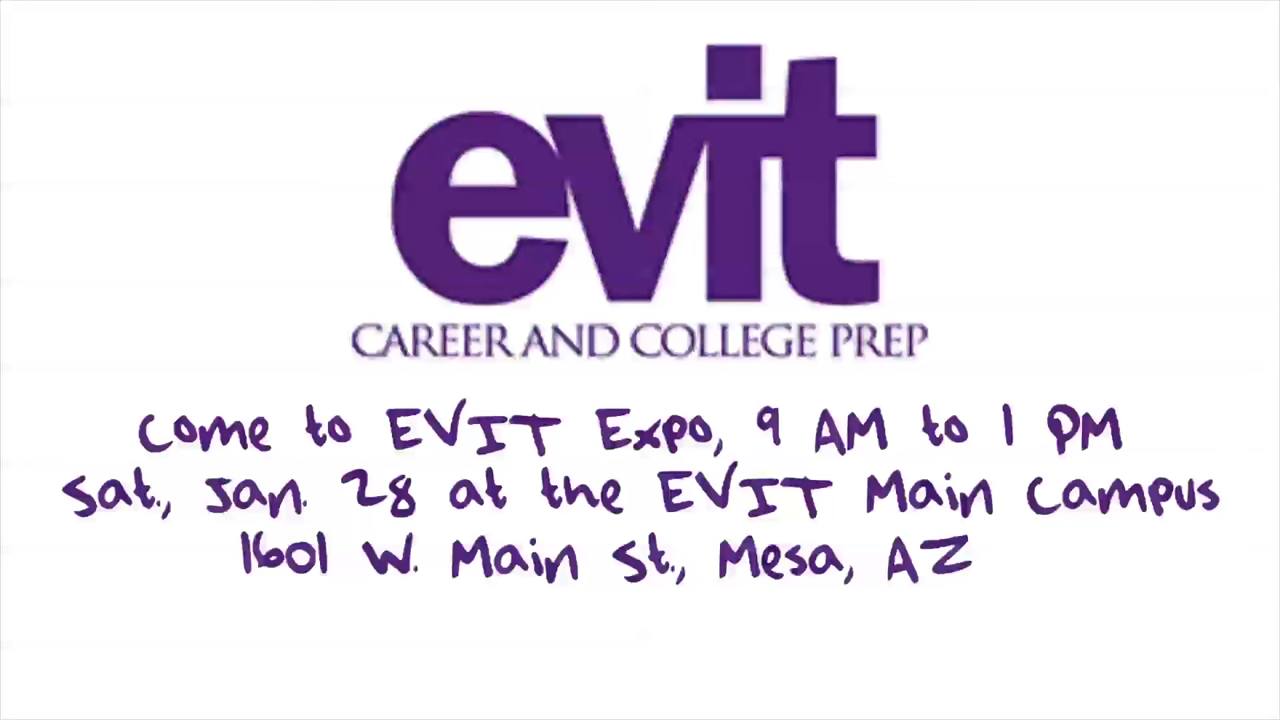 evit
CAREER AND COLLEGE PREP
Come to EVIT Expo, 9 AM to 1 PM
Sat., Jan. 28 at the EVIT Main Campus
1601 W. Main St., Mesa, AZ